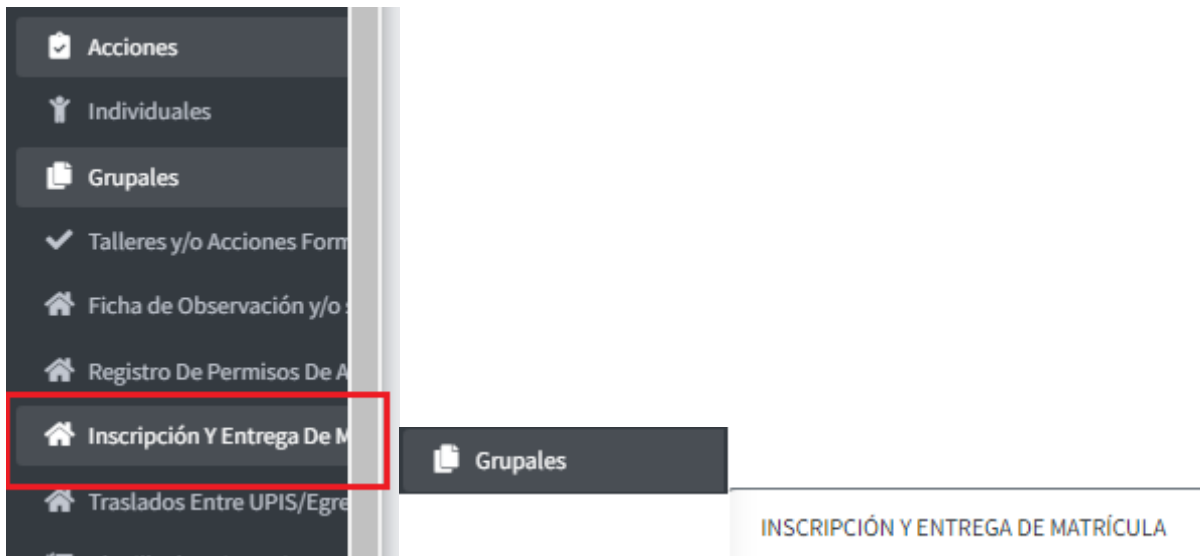 Acciones
Individuales
Grupales
Talleres y/o Acciones Form
Ficha de Observación y/o s
Registro De Permisos De A
Inscripción Y Entrega De M
Traslados Entre UPIS/Egre
Grupales
INSCRIPCIÓN Y ENTREGA DE MATRÍCULA